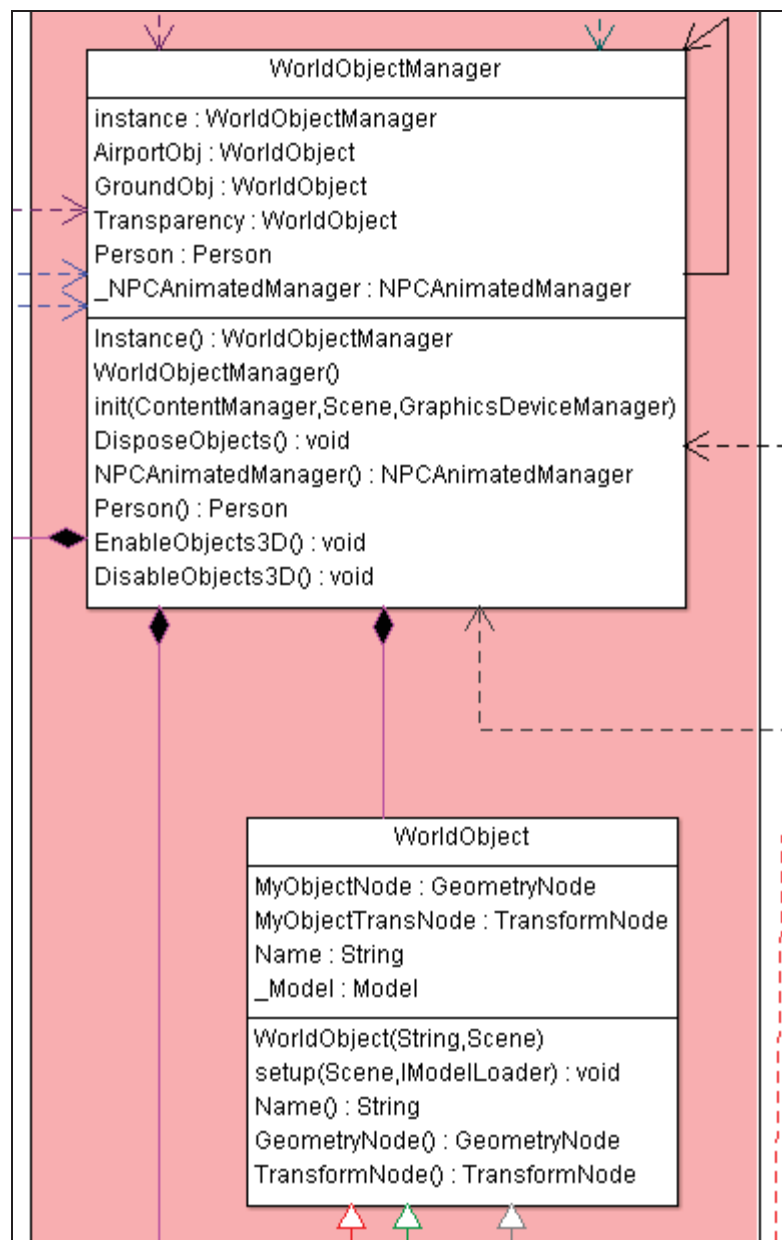 WorldObjectManager
instance : WorldObjectManager
AirportObj : WorldObject
GroundObj : WorldObject
Transparency : WorldObject
Person : Person
_NPCAnimatedManager : NPCAnimatedManager
Instance() : WorldObjectManager
WorldObjectManager()
init(ContentManager,Scene,GraphicsDeviceManager)
DisposeObjects() : void
NPCAnimatedManager() : NPCAnimatedManager
Person() : Person
EnableObjects3D() : void
DisableObjects3D() : void
WorldObject
MyObjectNode : GeometryNode
MyObjectTransNode : TransformNode
Name : String
_Model : Model
WorldObject(String,Scene)
setup(Scene,IModelLoader) : void
Name() : String
GeometryNode() : GeometryNode
TransformNode() : TransformNode